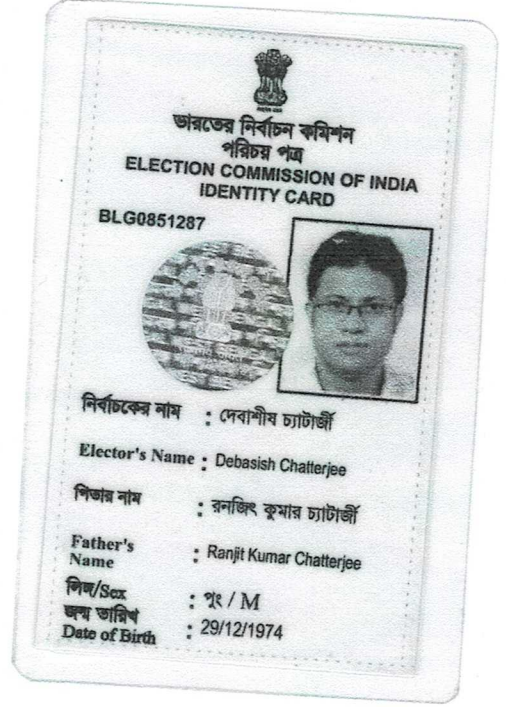 ভারতের নির্বাচন কমিশন
পরিচয় পত্র
ELECTION COMMISSION OF INDIA
IDENTITY CARD
BLG0851287
নির্বাচকের নাম : দেবাশীষ চ্যাটার্জী
Elector's Name : Debasish Chatterjee
পিতার নাম : রনজিৎ কুমার চ্যাটার্জী
Father's Name : Ranjit Kumar Chatterjee
লিঙ্গ/Sex : পুং / M
জন্ম তারিখ
Date of Birth : 29/12/1974